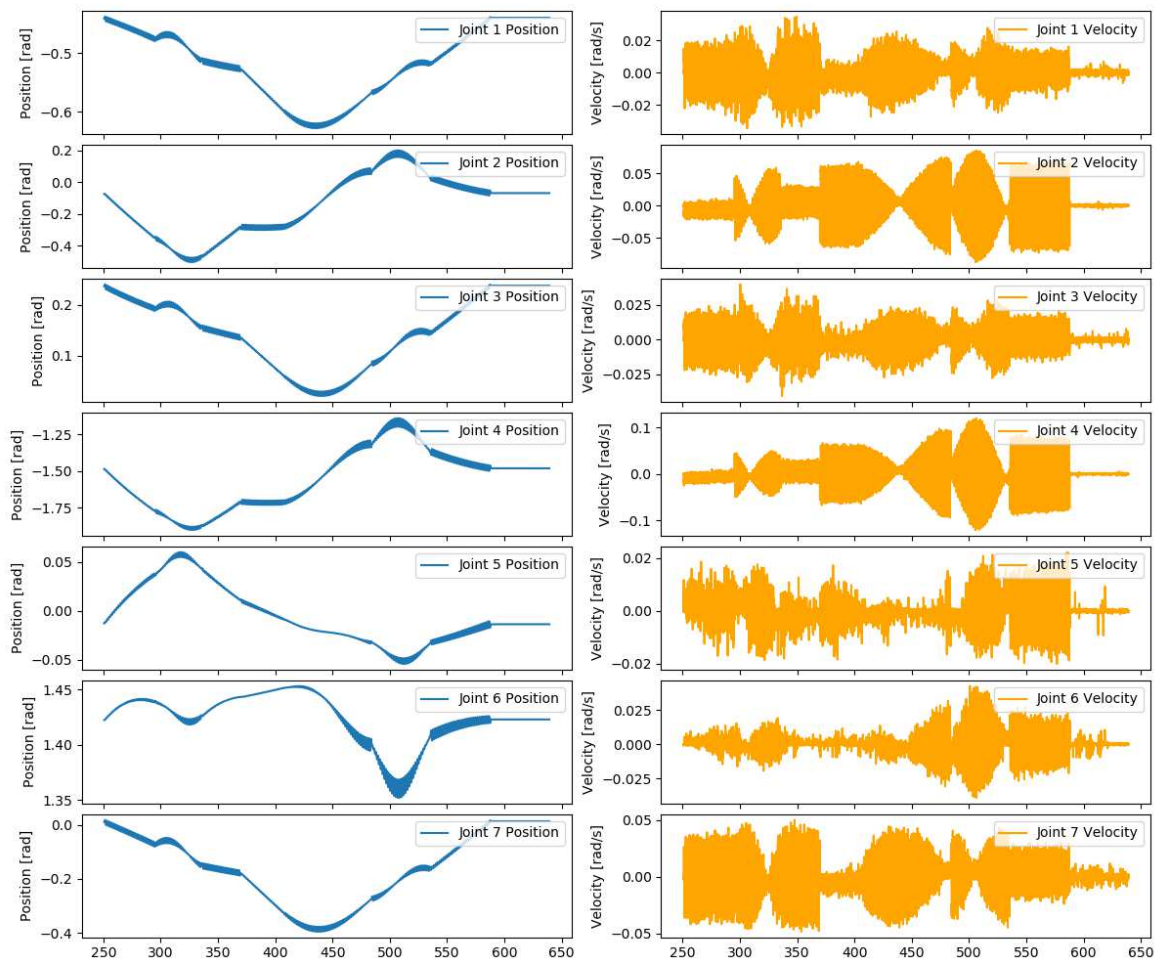 Position [rad]
−0.5
−0.6
Joint 1 Position
Velocity [rad/s]
0.02
0.00
−0.02
Joint 1 Velocity
Position [rad]
0.2
0.0
−0.2
−0.4
Joint 2 Position
Velocity [rad/s]
0.05
0.00
−0.05
Joint 2 Velocity
Position [rad]
0.2
0.1
Joint 3 Position
Velocity [rad/s]
0.025
0.000
−0.025
Joint 3 Velocity
Position [rad]
−1.25
−1.50
−1.75
Joint 4 Position
Velocity [rad/s]
0.1
0.0
−0.1
Joint 4 Velocity
Position [rad]
0.05
0.00
−0.05
Joint 5 Position
Velocity [rad/s]
0.02
0.00
−0.02
Joint 5 Velocity
Position [rad]
1.45
1.40
1.35
Joint 6 Position
Velocity [rad/s]
0.025
0.000
−0.025
Joint 6 Velocity
Position [rad]
0.0
−0.2
−0.4
Joint 7 Position
Velocity [rad/s]
0.05
0.00
−0.05
Joint 7 Velocity
250 300 350 400 450 500 550 600 650
250 300 350 400 450 500 550 600 650